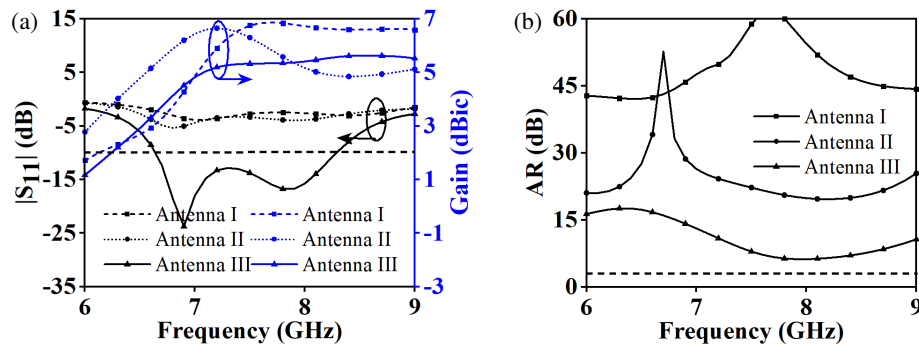 (a)
15
5
-5
-15
-25
-35
|S11| (dB)
7
5
3
1
-1
-3
Gain (dBic)
Antenna I
Antenna II
Antenna III
Antenna I
Antenna II
Antenna III
6
7
8
9
Frequency (GHz)
(b)
60
45
30
15
0
AR (dB)
Antenna I
Antenna II
Antenna III
6
7
8
9
Frequency (GHz)